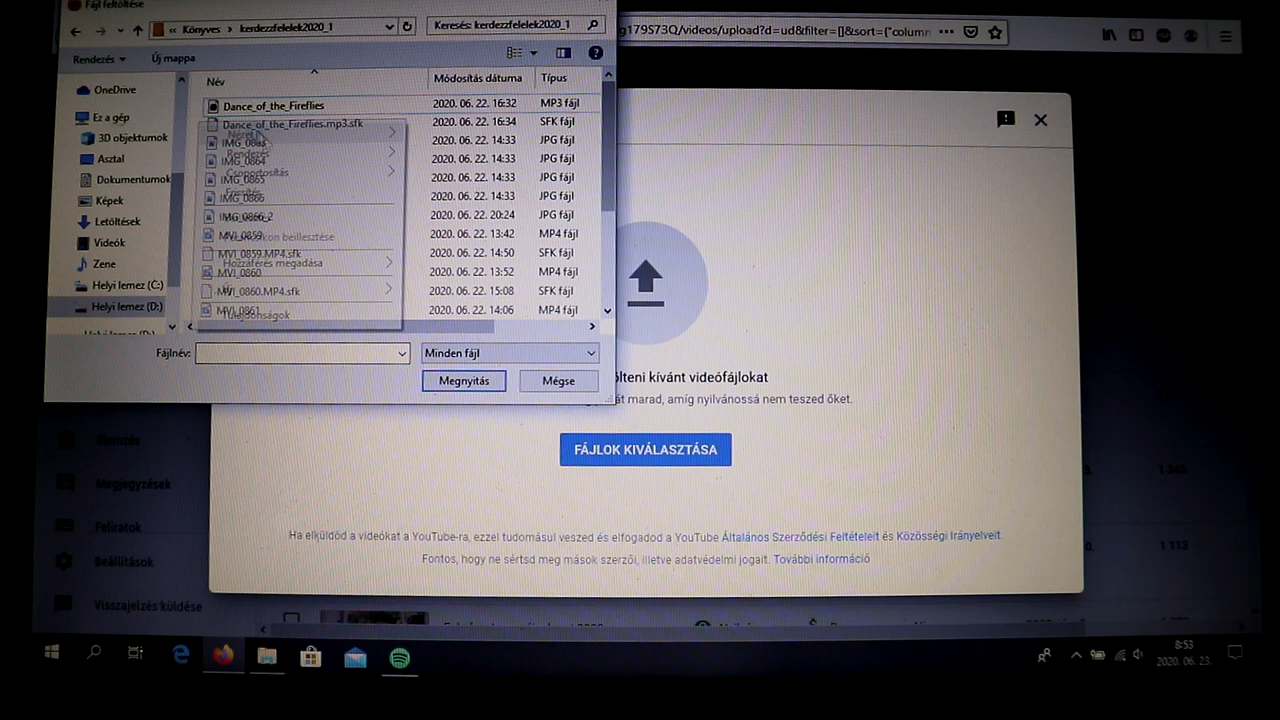 Fájl feltöltése
Könyves
kerdezzfelelek2020_1
Keresés: kerdezzfelelek2020_1
g179S73Q/videos/upload?d=ud&filter=[]&sort={"column
Rendezés
Új mappa
Név
Módosítás dátuma
Típus
OneDrive
Ez a gép
3D objektumok
Asztal
Dokumentumok
Képek
Letöltések
Videók
Zene
Helyi lemez (C:)
Helyi lemez (D:)
Helyi lemez (D:)
Dance_of_the_Fireflies 2020. 06. 22. 16:32 MP3 fájl
Dance_of_the_Fireflies.mp3.sfk 2020. 06. 22. 16:34 SFK fájl
2020. 06. 22. 14:33 JPG fájl
IMG_0864 2020. 06. 22. 14:33 JPG fájl
IMG_0865 2020. 06. 22. 14:33 JPG fájl
IMG_0866 2020. 06. 22. 14:33 JPG fájl
IMG_0866_2 2020. 06. 22. 20:24 JPG fájl
MVI_0859 2020. 06. 22. 13:42 MP4 fájl
MVI_0859.MP4.sfk 2020. 06. 22. 14:50 SFK fájl
MVI_0860 2020. 06. 22. 13:52 MP4 fájl
MVI_0860.MP4.sfk 2020. 06. 22. 15:08 SFK fájl
MVI_0861 2020. 06. 22. 14:06 MP4 fájl
Nézet
Rendezés
Csoportosítás
Frissítés
beillesztése
Hozzáférés megadása
Új
Tulajdonságok
Fájlnév:
Minden fájl
Megnyitás
Mégse
ölteni kívánt videófájlokat
át marad, amíg nyilvánossá nem teszed őket.
FÁJLOK KIVÁLASZTÁSA
Ha elküldöd a videókat a YouTube-ra, ezzel tudomásul veszed és elfogadod a YouTube Általános Szerződési Feltételeit és Közösségi Irányelveit.
Fontos, hogy ne sértsd meg mások szerzői, illetve adatvédelmi jogait. További információ
Elemzés
Megjegyzések
Feliratok
Beállítások
Visszajelzés küldése
1 113
8:53
2020. 06. 23.